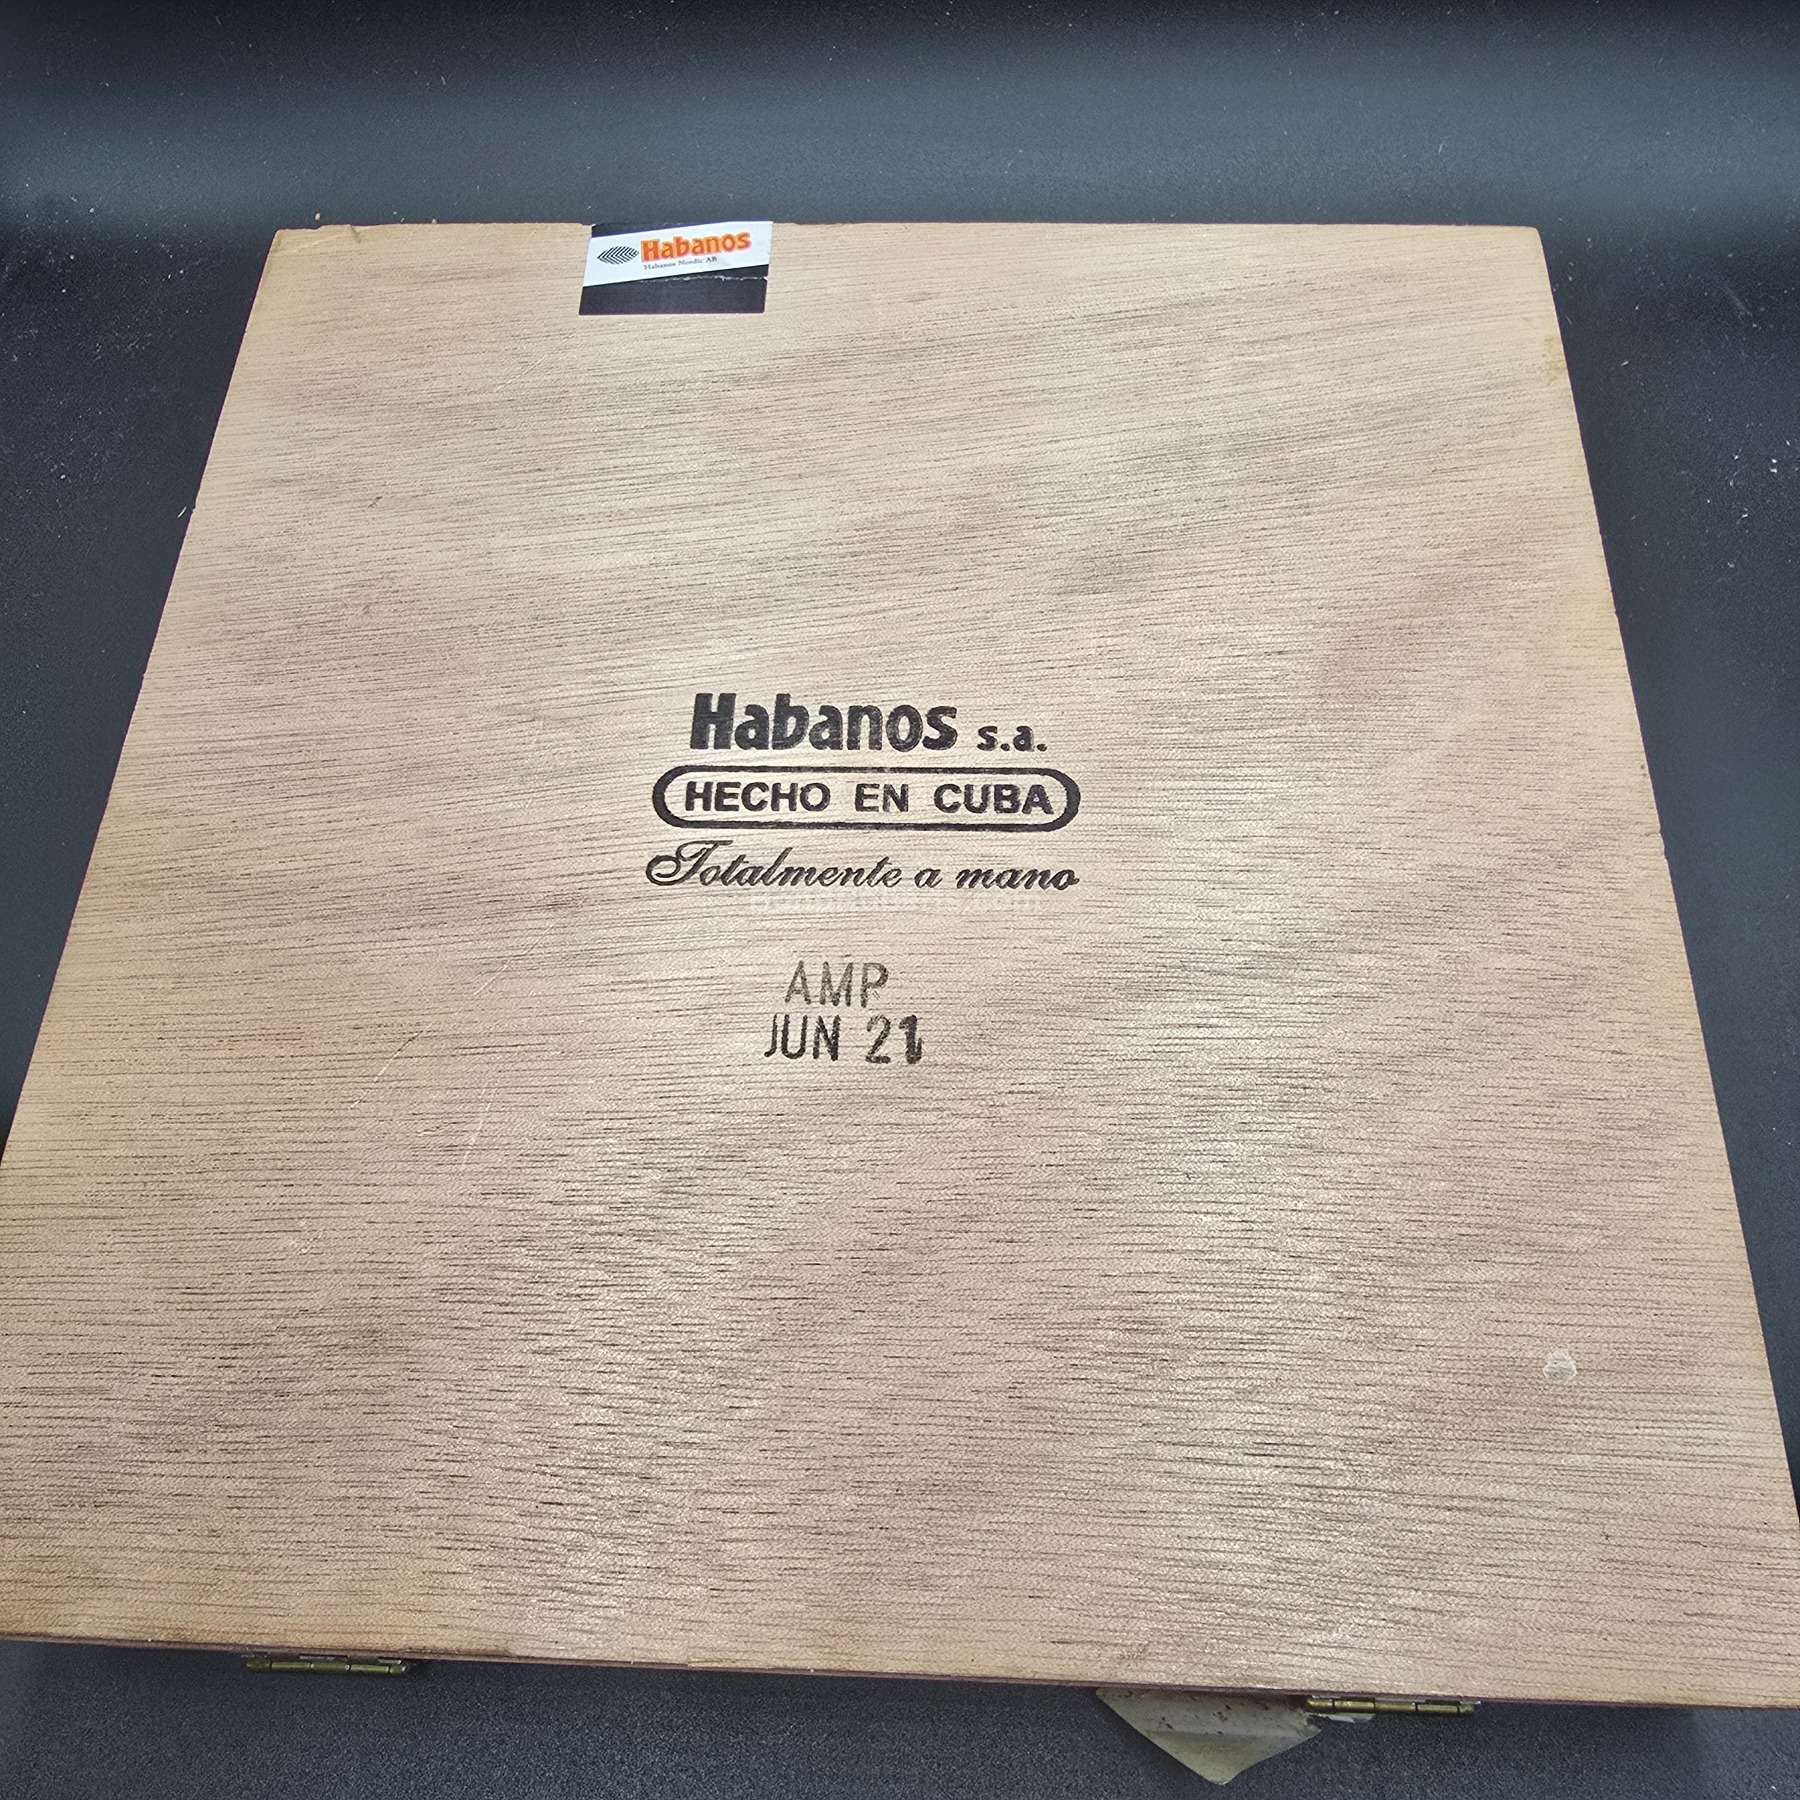 Habanos
Habanos Nordic AB
Habanos s.a.
HECHO EN CUBA
Totalmente a mano
AMP
JUN 21